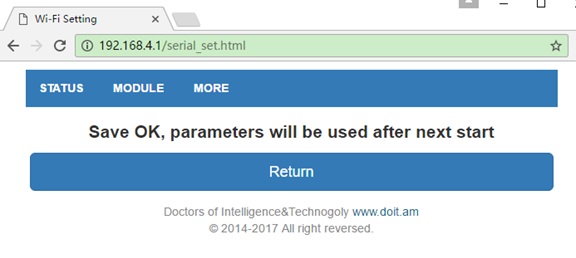 Wi-Fi Setting
192.168.4.1/serial_set.html
STATUS MODULE MORE
Save OK, parameters will be used after next start
Return
Doctors of Intelligence&Technogoly www.doit.am
© 2014-2017 All right reversed.